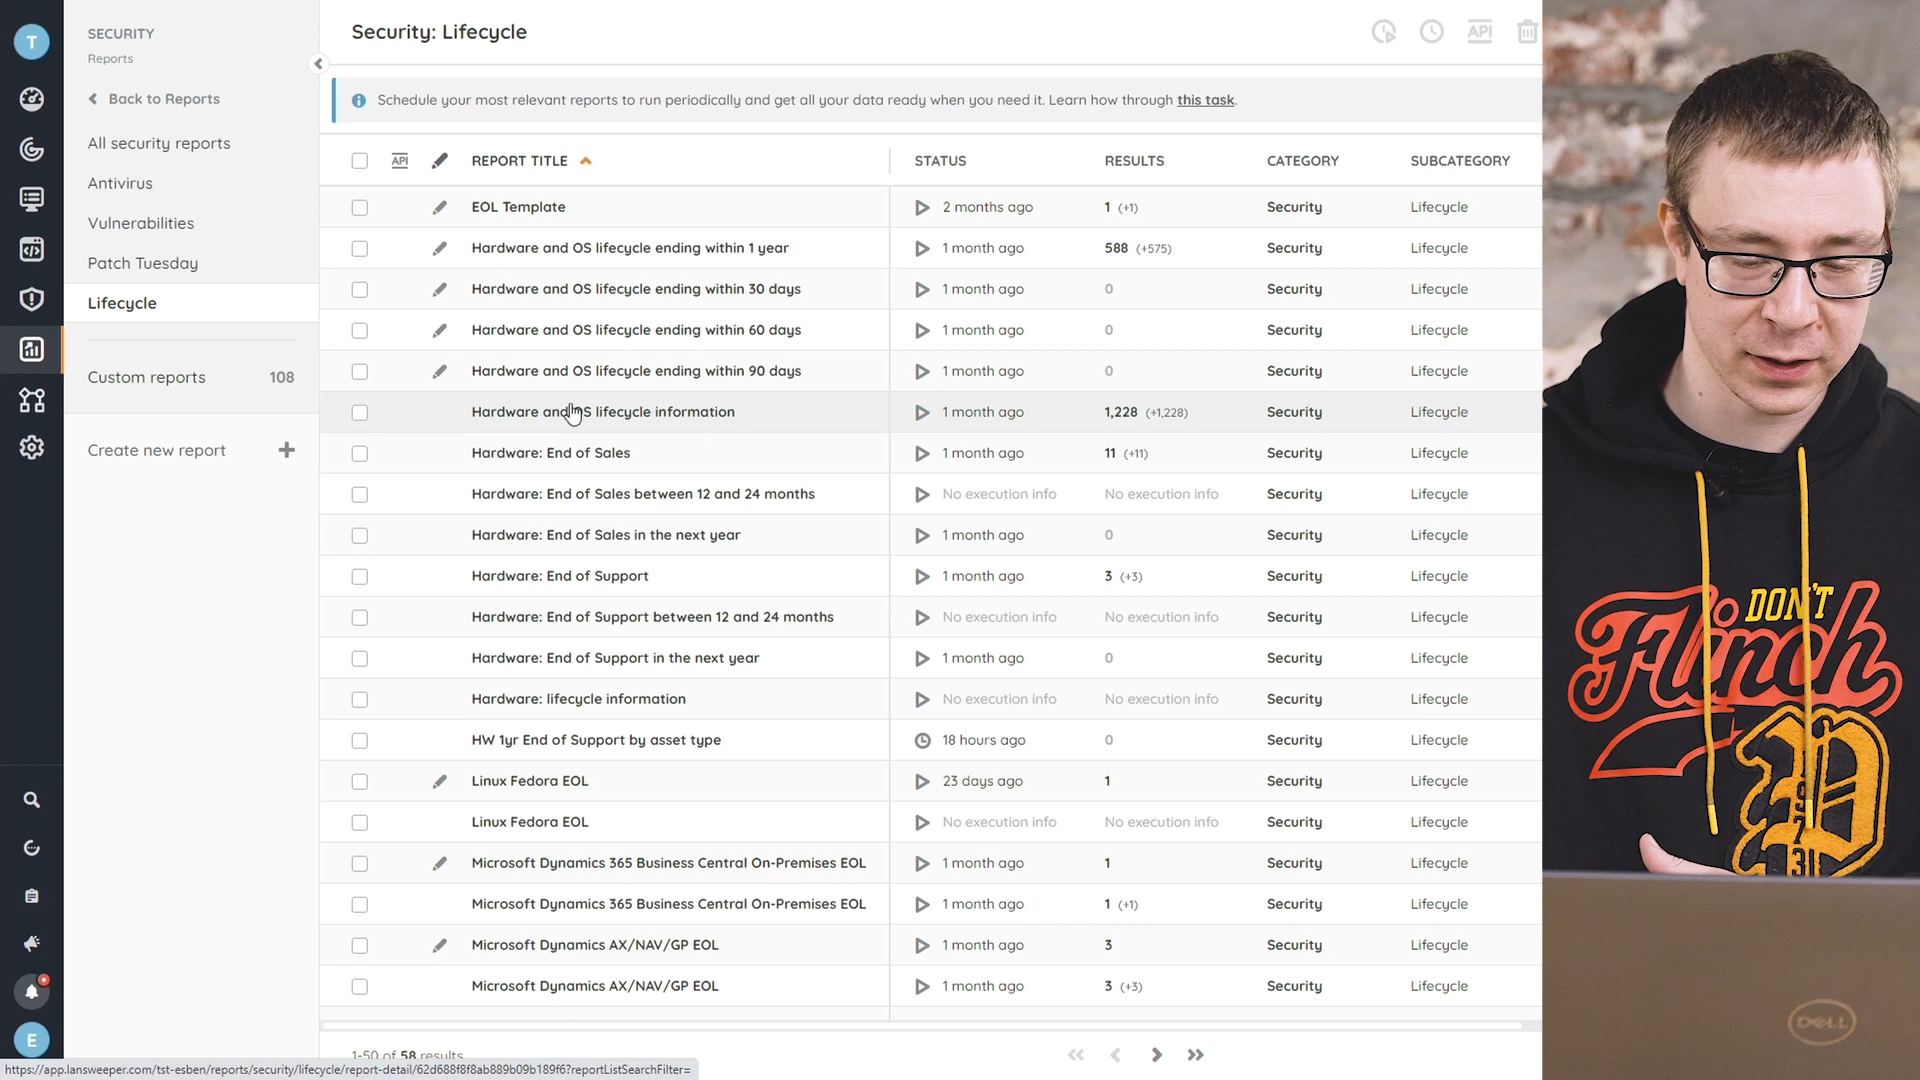 T
SECURITY
Reports
Back to Reports
All security reports
Antivirus
Vulnerabilities
Patch Tuesday
Lifecycle
Custom reports 108
Create new report +
E
Security: Lifecycle
API
Schedule your most relevant reports to run periodically and get all your data ready when you need it. Learn how through this task.
API REPORT TITLE STATUS RESULTS CATEGORY SUBCATEGORY
EOL Template 2 months ago 1 (+1) Security Lifecycle
Hardware and OS lifecycle ending within 1 year 1 month ago 588 (+575) Security Lifecycle
Hardware and OS lifecycle ending within 30 days 1 month ago 0 Security Lifecycle
Hardware and OS lifecycle ending within 60 days 1 month ago 0 Security Lifecycle
Hardware and OS lifecycle ending within 90 days 1 month ago 0 Security Lifecycle
Hardware and OS lifecycle information 1 month ago 1,228 (+1,228) Security Lifecycle
Hardware: End of Sales 1 month ago 11 (+11) Security Lifecycle
Hardware: End of Sales between 12 and 24 months No execution info No execution info Security Lifecycle
Hardware: End of Sales in the next year 1 month ago 0 Security Lifecycle
Hardware: End of Support 1 month ago 3 (+3) Security Lifecycle
Hardware: End of Support between 12 and 24 months No execution info No execution info Security Lifecycle
Hardware: End of Support in the next year 1 month ago 0 Security Lifecycle
Hardware: lifecycle information No execution info No execution info Security Lifecycle
HW 1yr End of Support by asset type 18 hours ago 0 Security Lifecycle
Linux Fedora EOL 23 days ago 1 Security Lifecycle
Linux Fedora EOL No execution info No execution info Security Lifecycle
Microsoft Dynamics 365 Business Central On-Premises EOL 1 month ago 1 Security Lifecycle
Microsoft Dynamics 365 Business Central On-Premises EOL 1 month ago 1 (+1) Security Lifecycle
Microsoft Dynamics AX/NAV/GP EOL 1 month ago 3 Security Lifecycle
Microsoft Dynamics AX/NAV/GP EOL 1 month ago 3 (+3) Security Lifecycle
1-50 of 58 results
https://app.lansweeper.com/tst-esben/reports/security/lifecycle/report-detail/62d688f8f8ab889b09b189f6?reportListSearchFilter=
DON'T
Flinch
D
1973
DELL